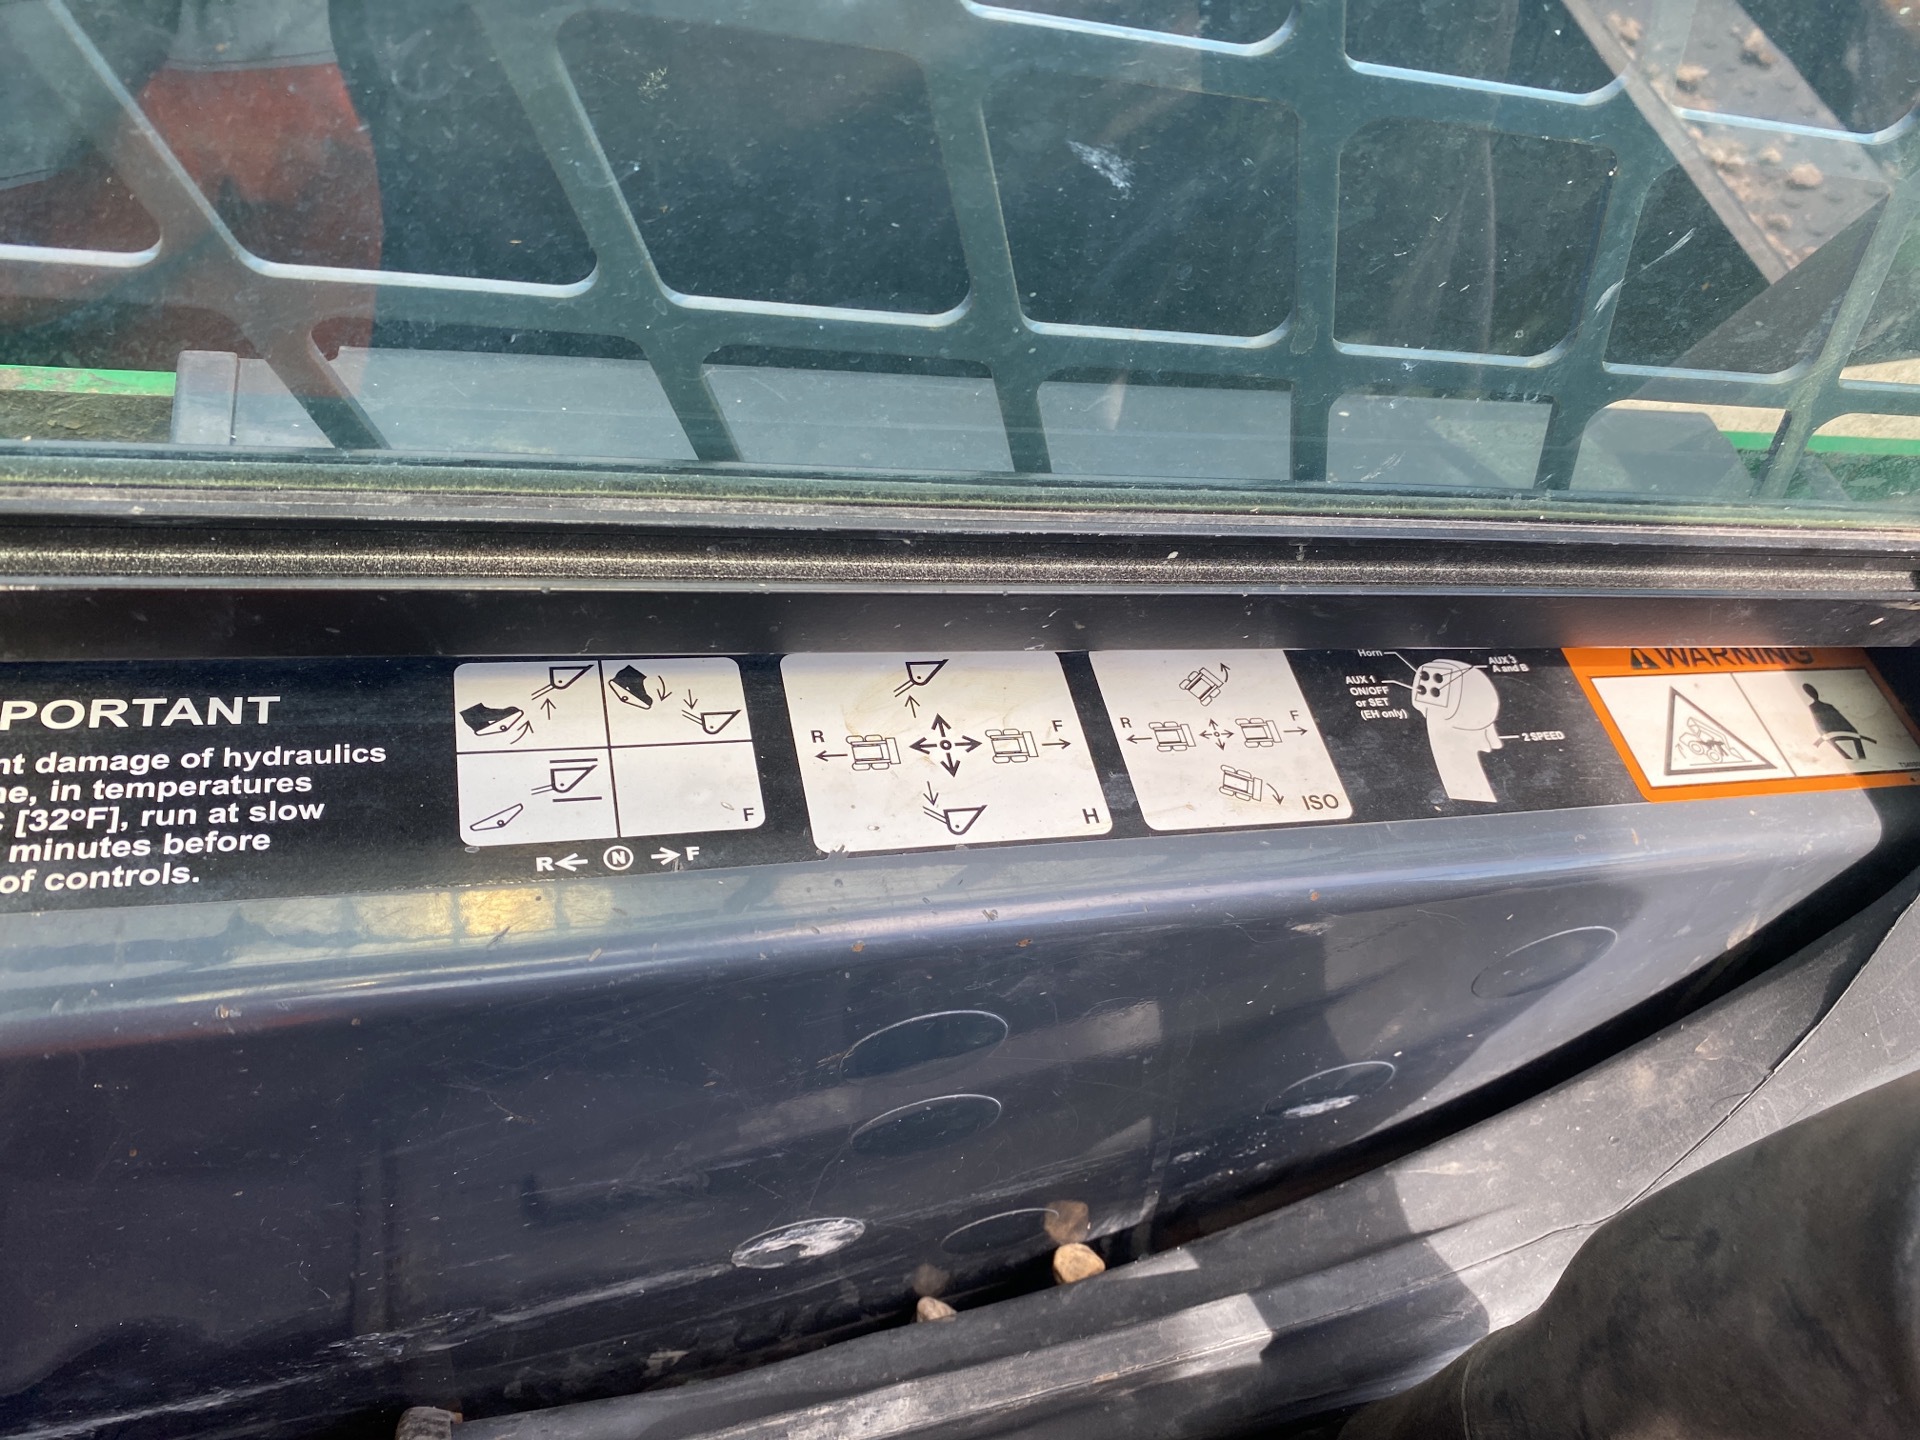 PORTANT
nt damage of hydraulics
ne, in temperatures
C [32ºF], run at slow
minutes before
of controls.
F
R N F
R F
H
R F
ISO
Horn
AUX 1
ON/OFF
or SET
(EH only)
AUX 3
A and B
2 SPEED
WARNING